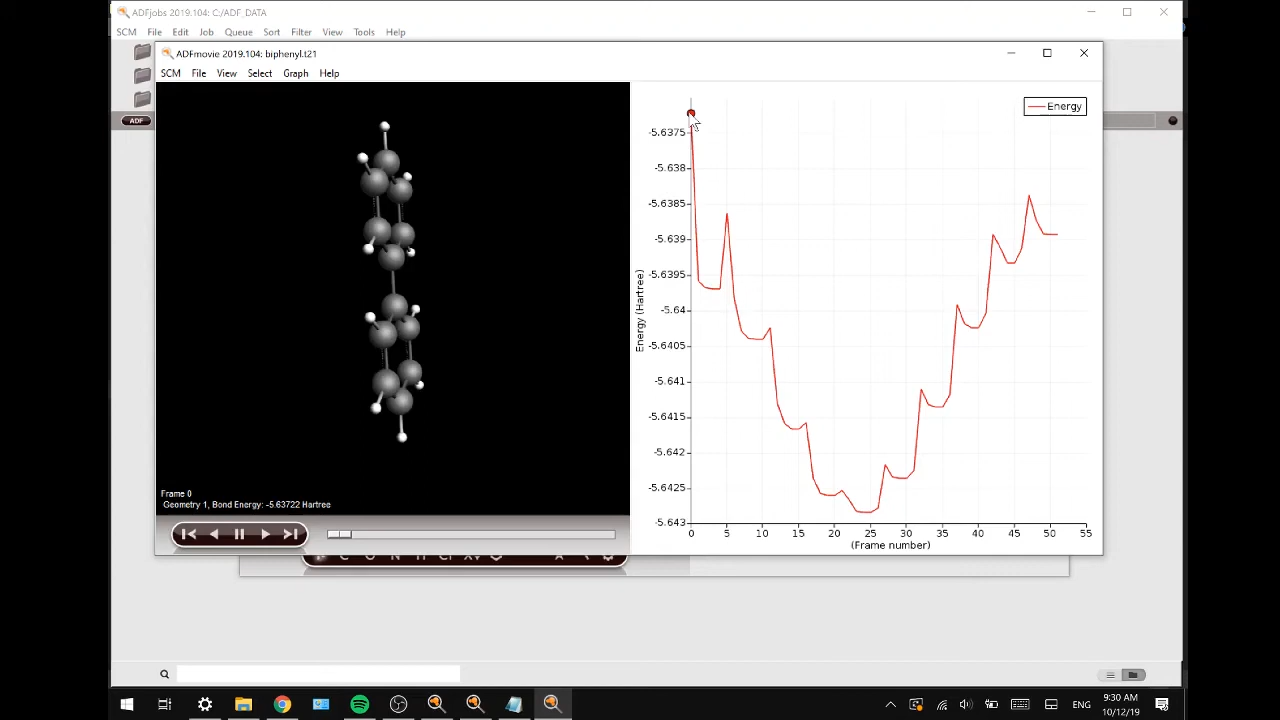 ADFjobs 2019.104: C:/ADF_DATA
SCM File Edit Job Queue Sort Filter View Tools Help
ADFmovie 2019.104: biphenyl.t21
SCM File View Select Graph Help
ADF
Energy
-5.6375
-5.638
-5.6385
-5.639
-5.6395
-5.64
-5.6405
-5.641
-5.6415
-5.642
-5.6425
-5.643
Energy (Hartree)
0 5 10 15 20 25 30 35 40 45 50 55
(Frame number)
Frame 0
Geometry 1, Bond Energy: -5.63722 Hartree
ENG
9:30 AM
10/12/19